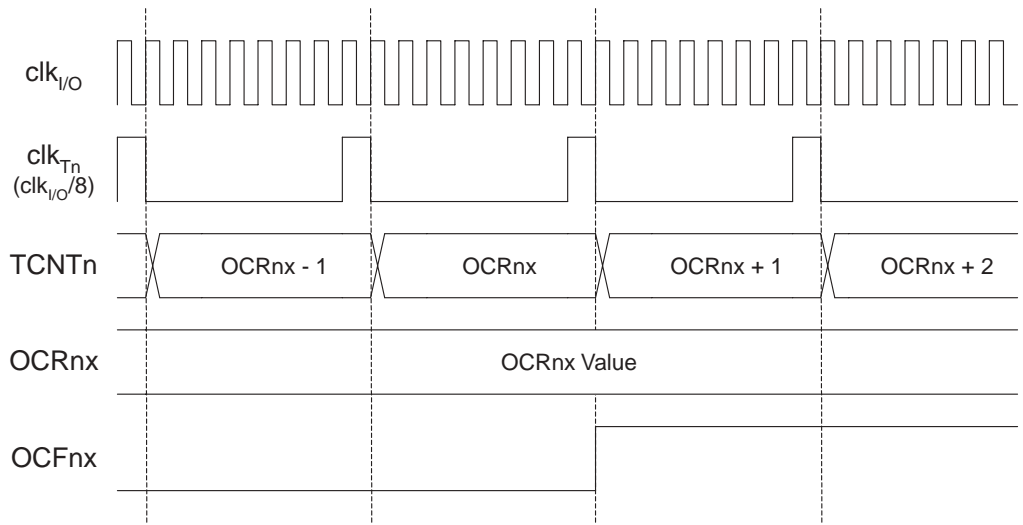 clkI/O
clkTn
(clkI/O/8)
TCNTn
OCRnx - 1
OCRnx
OCRnx + 1
OCRnx + 2
OCRnx
OCRnx Value
OCFnx